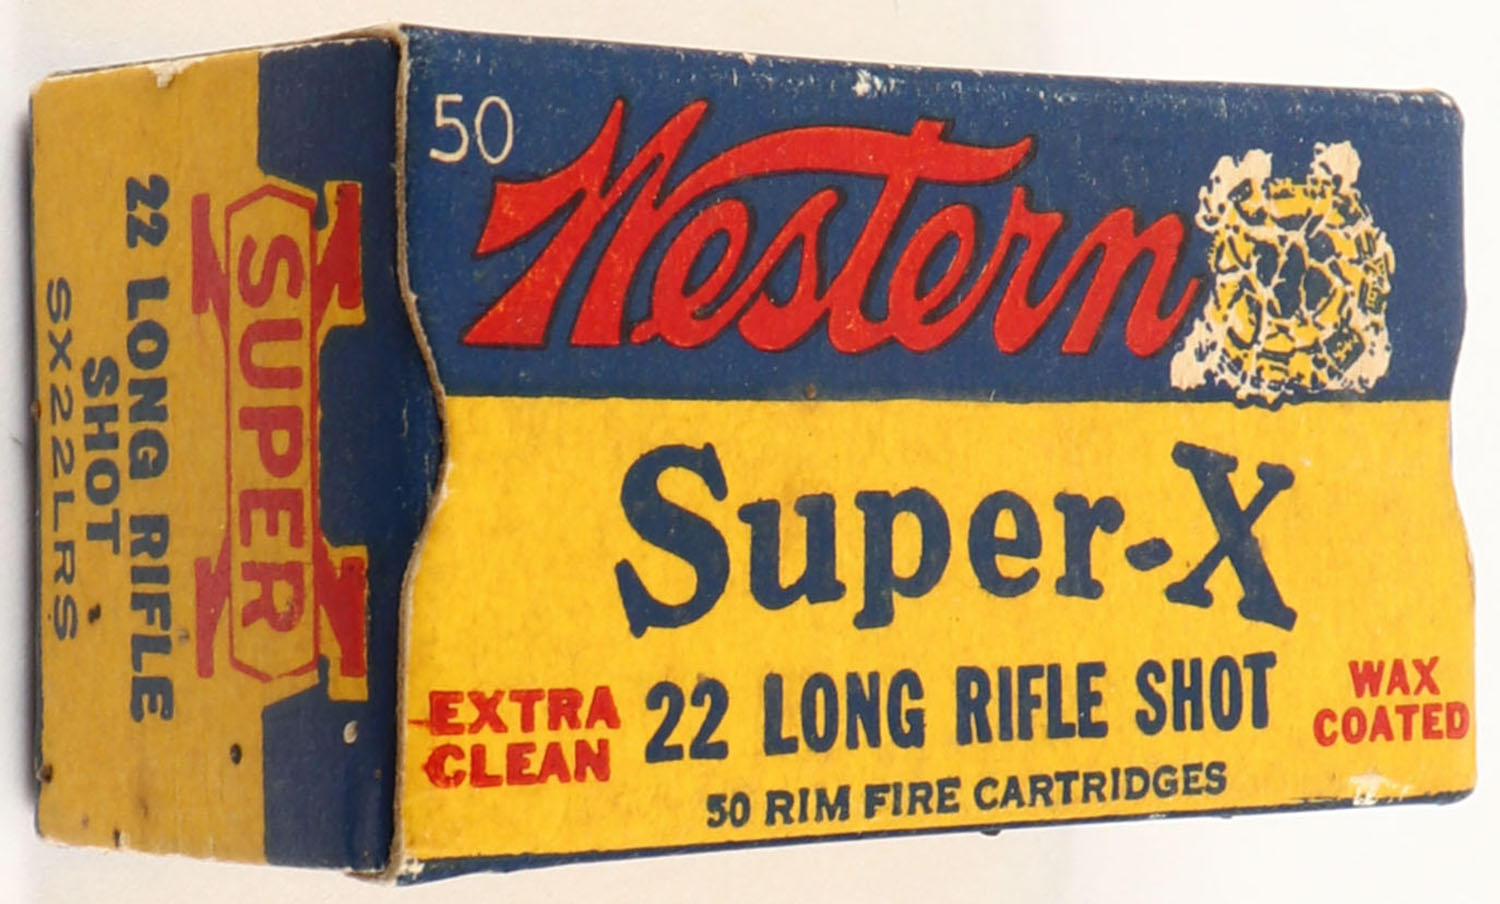 50
Western
Super-X
EXTRA
CLEAN
22 LONG RIFLE SHOT
WAX
COATED
50 RIM FIRE CARTRIDGES
SUPER
X
22 LONG RIFLE
SHOT
SX22LRS